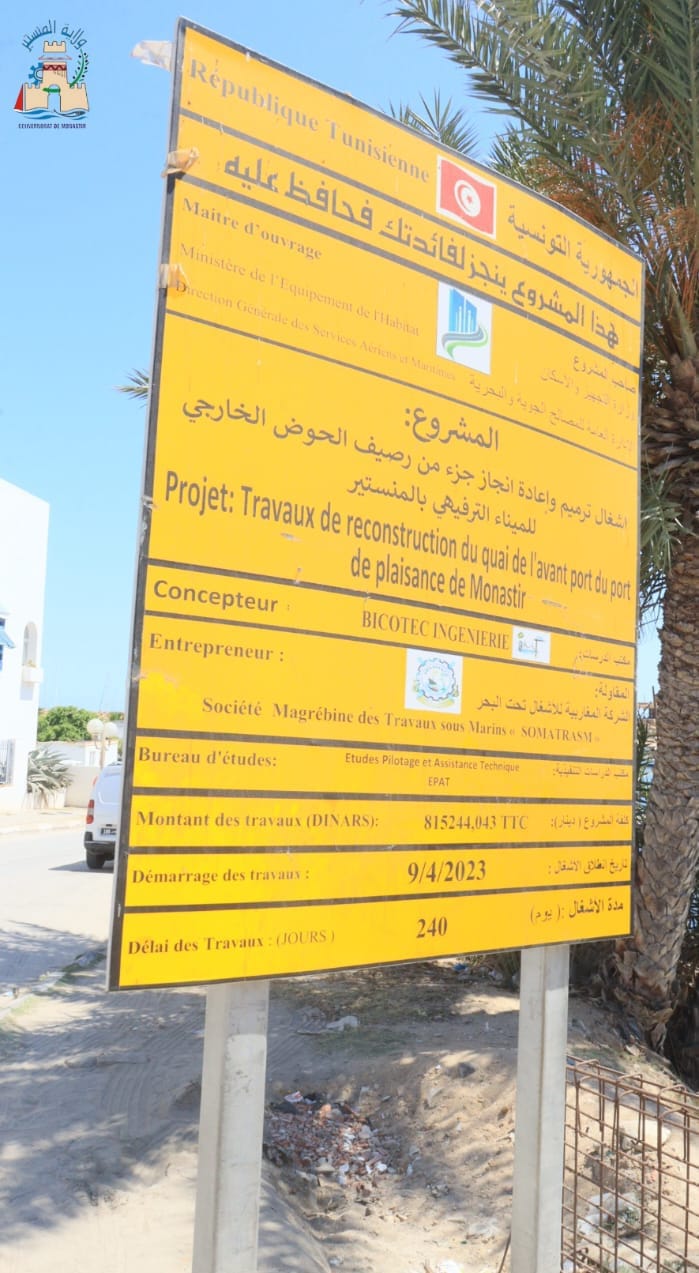 ولاية المنستير
GOUVERNORAT DE MONASTIR
République Tunisienne
الجمهورية التونسية
هذا المشروع ينجز لفائدتك فحافظ عليه
Maitre d'ouvrage
صاحب المشروع
Ministère de l'Equipement de l'Habitat
وزارة التجهيز والاسكان
Direction Générale des Services Aériens et Maritimes
الإدارة العامة للمصالح الجوية والبحرية
المشروع:
اشغال ترميم وإعادة انجاز جزء من رصيف الحوض الخارجي
للميناء الترفيهي بالمنستير
Projet: Travaux de reconstruction du quai de l'avant port du port
de plaisance de Monastir
Concepteur :
BICOTEC INGENIERIE
مكتب الدراسات:
Entrepreneur :
المقاولة:
الشركة المغاربية للأشغال تحت البحر
Société Magrébine des Travaux sous Marins « SOMATRASM »
Bureau d'études:
Etudes Pilotage et Assistance Technique
EPAT
مكتب الدراسات التنفيذية:
Montant des travaux (DINARS):
815244,043 TTC
كلفة المشروع ( دينار):
Démarrage des travaux :
9/4/2023
تاريخ انطلاق الاشغال :
Délai des Travaux : (JOURS )
240
مدة الاشغال :( يوم)